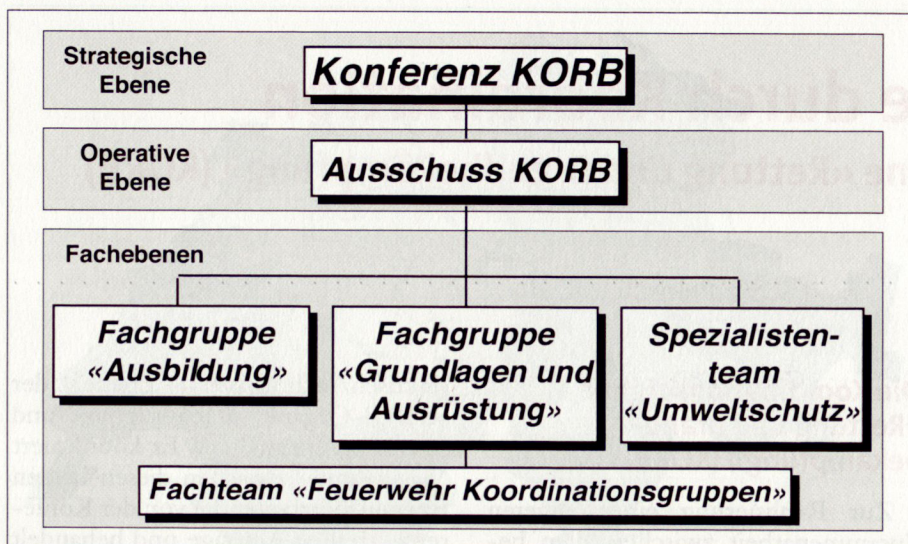 Strategische
Ebene
Konferenz KORB
Operative
Ebene
Ausschuss KORB
Fachebenen
Fachgruppe
«Ausbildung»
Fachgruppe
«Grundlagen und
Ausrüstung»
Spezialisten-
team
«Umweltschutz»
Fachteam «Feuerwehr Koordinationsgruppen»